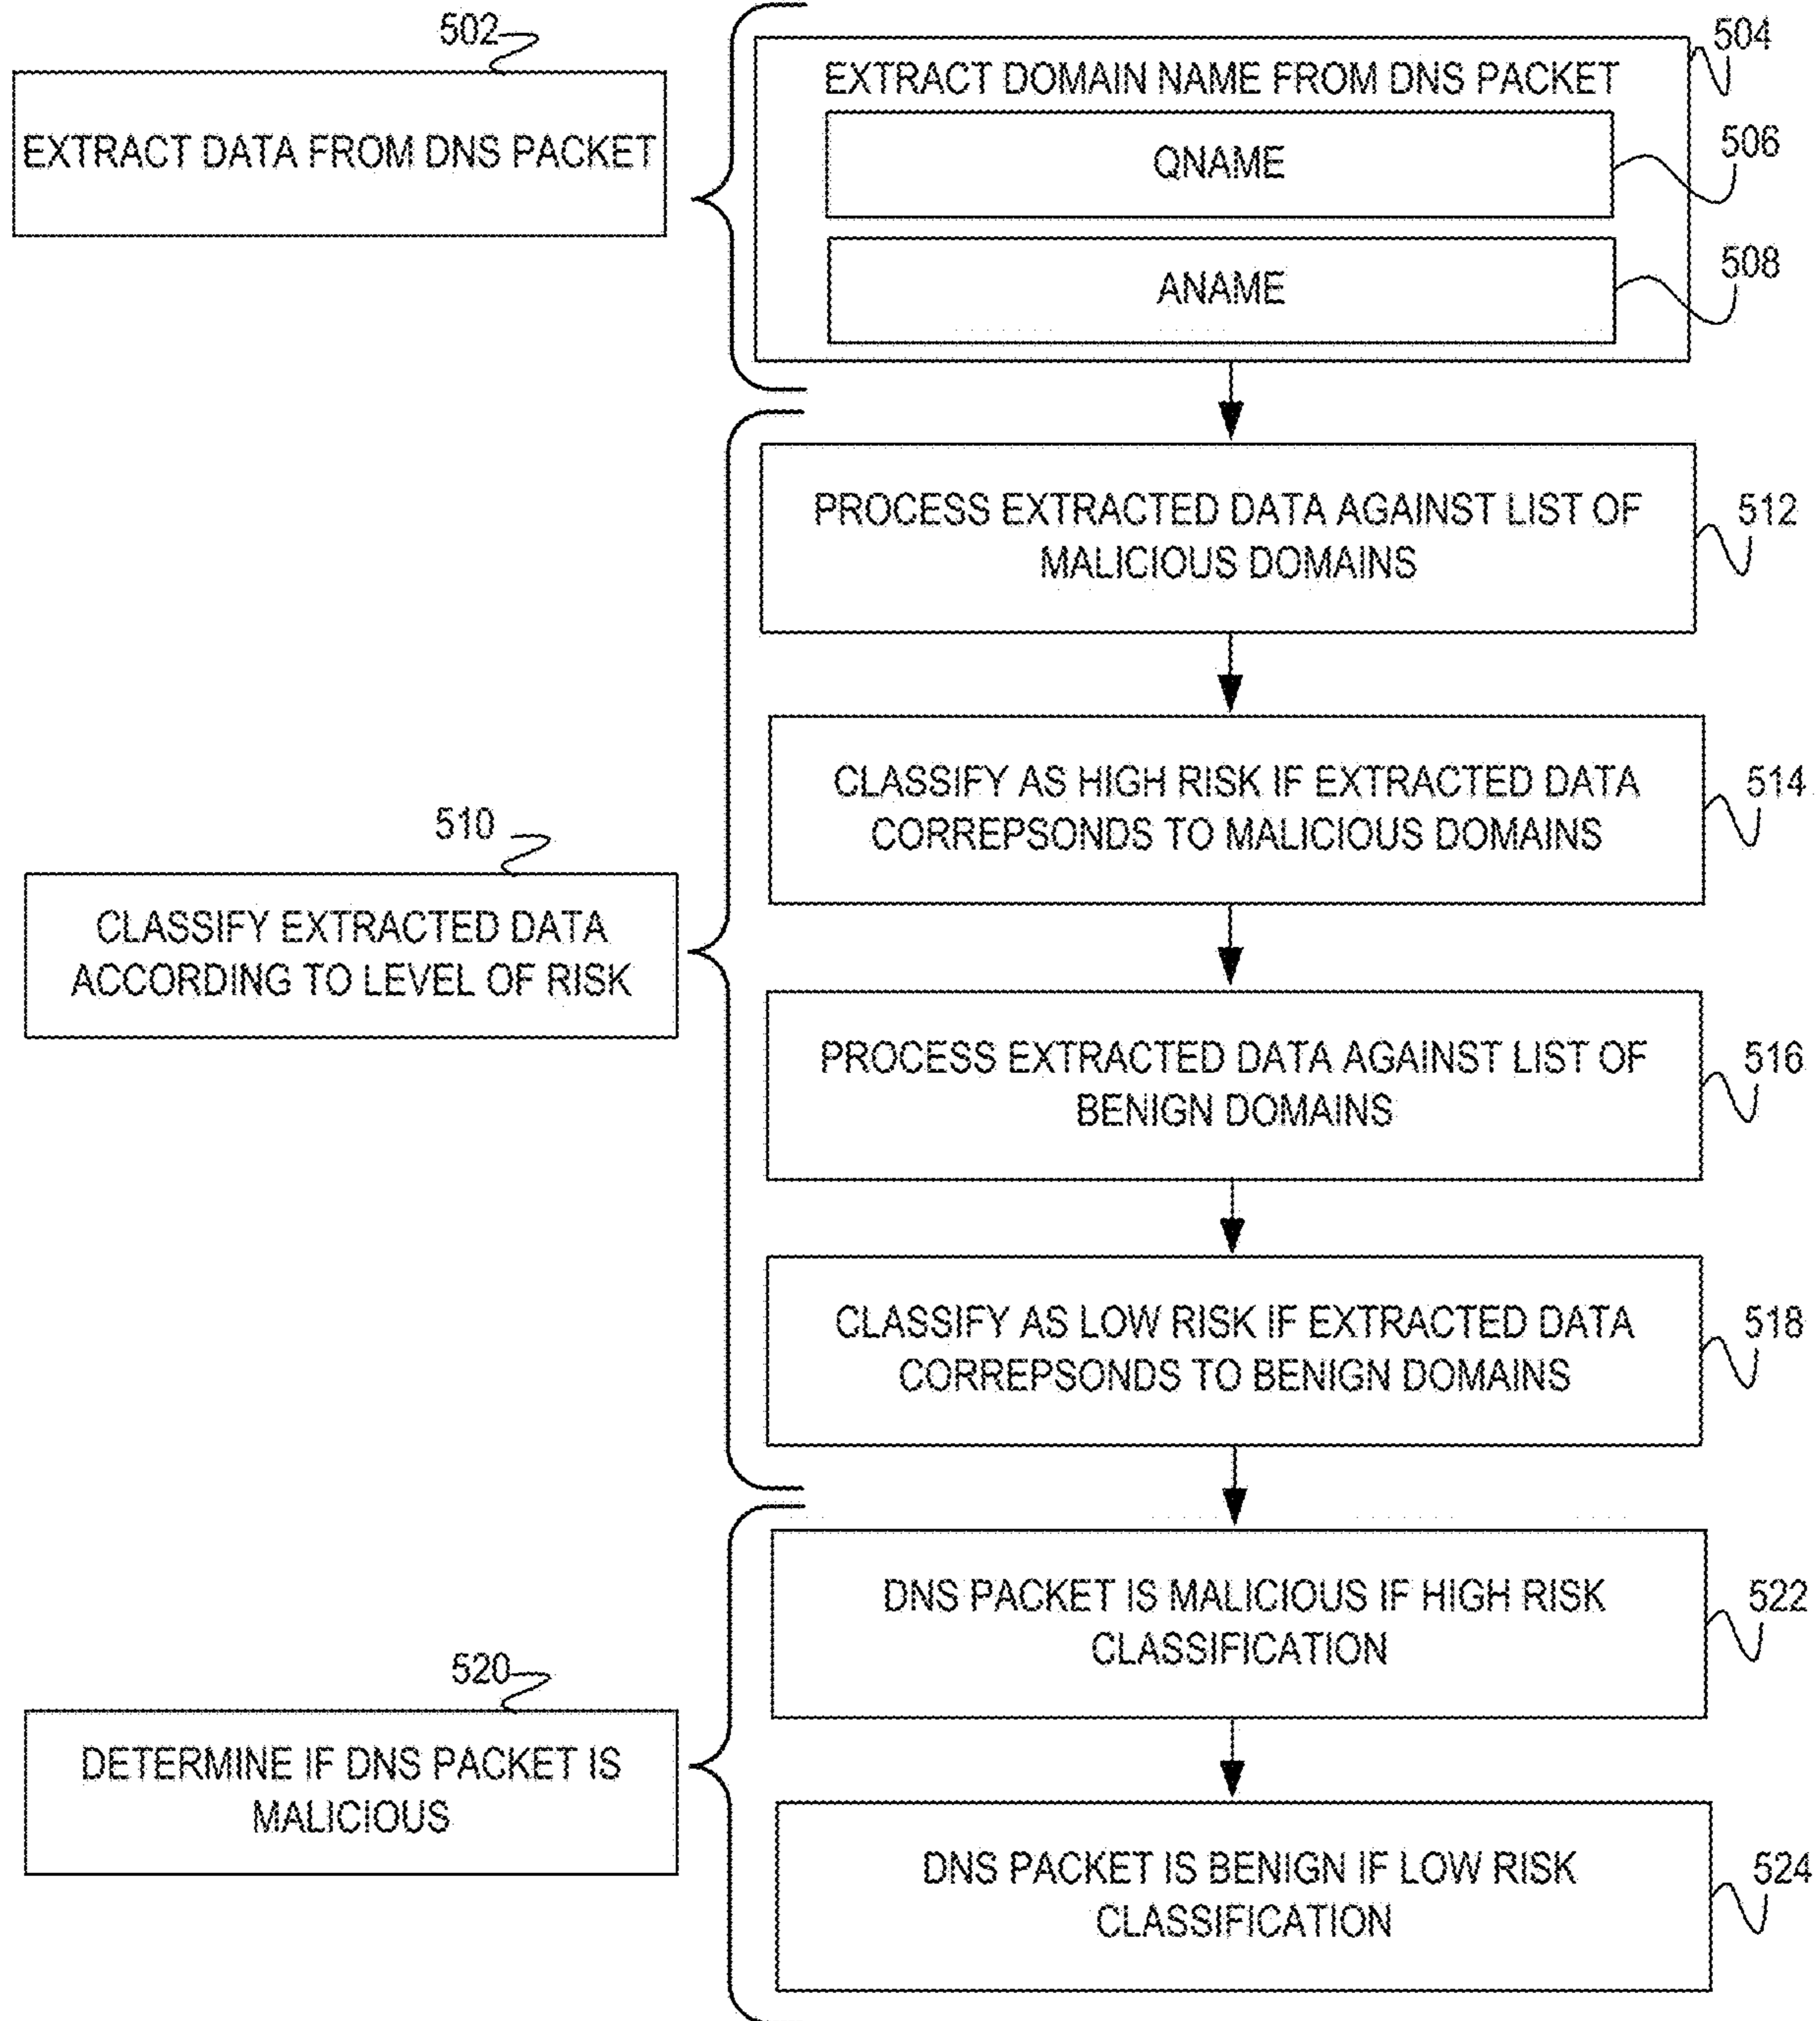 502
EXTRACT DATA FROM DNS PACKET
504
EXTRACT DOMAIN NAME FROM DNS PACKET
506
QNAME
508
ANAME
510
CLASSIFY EXTRACTED DATA
ACCORDING TO LEVEL OF RISK
512
PROCESS EXTRACTED DATA AGAINST LIST OF
MALICIOUS DOMAINS
514
CLASSIFY AS HIGH RISK IF EXTRACTED DATA
CORREPSONDS TO MALICIOUS DOMAINS
516
PROCESS EXTRACTED DATA AGAINST LIST OF
BENIGN DOMAINS
518
CLASSIFY AS LOW RISK IF EXTRACTED DATA
CORREPSONDS TO BENIGN DOMAINS
520
DETERMINE IF DNS PACKET IS
MALICIOUS
522
DNS PACKET IS MALICIOUS IF HIGH RISK
CLASSIFICATION
524
DNS PACKET IS BENIGN IF LOW RISK
CLASSIFICATION